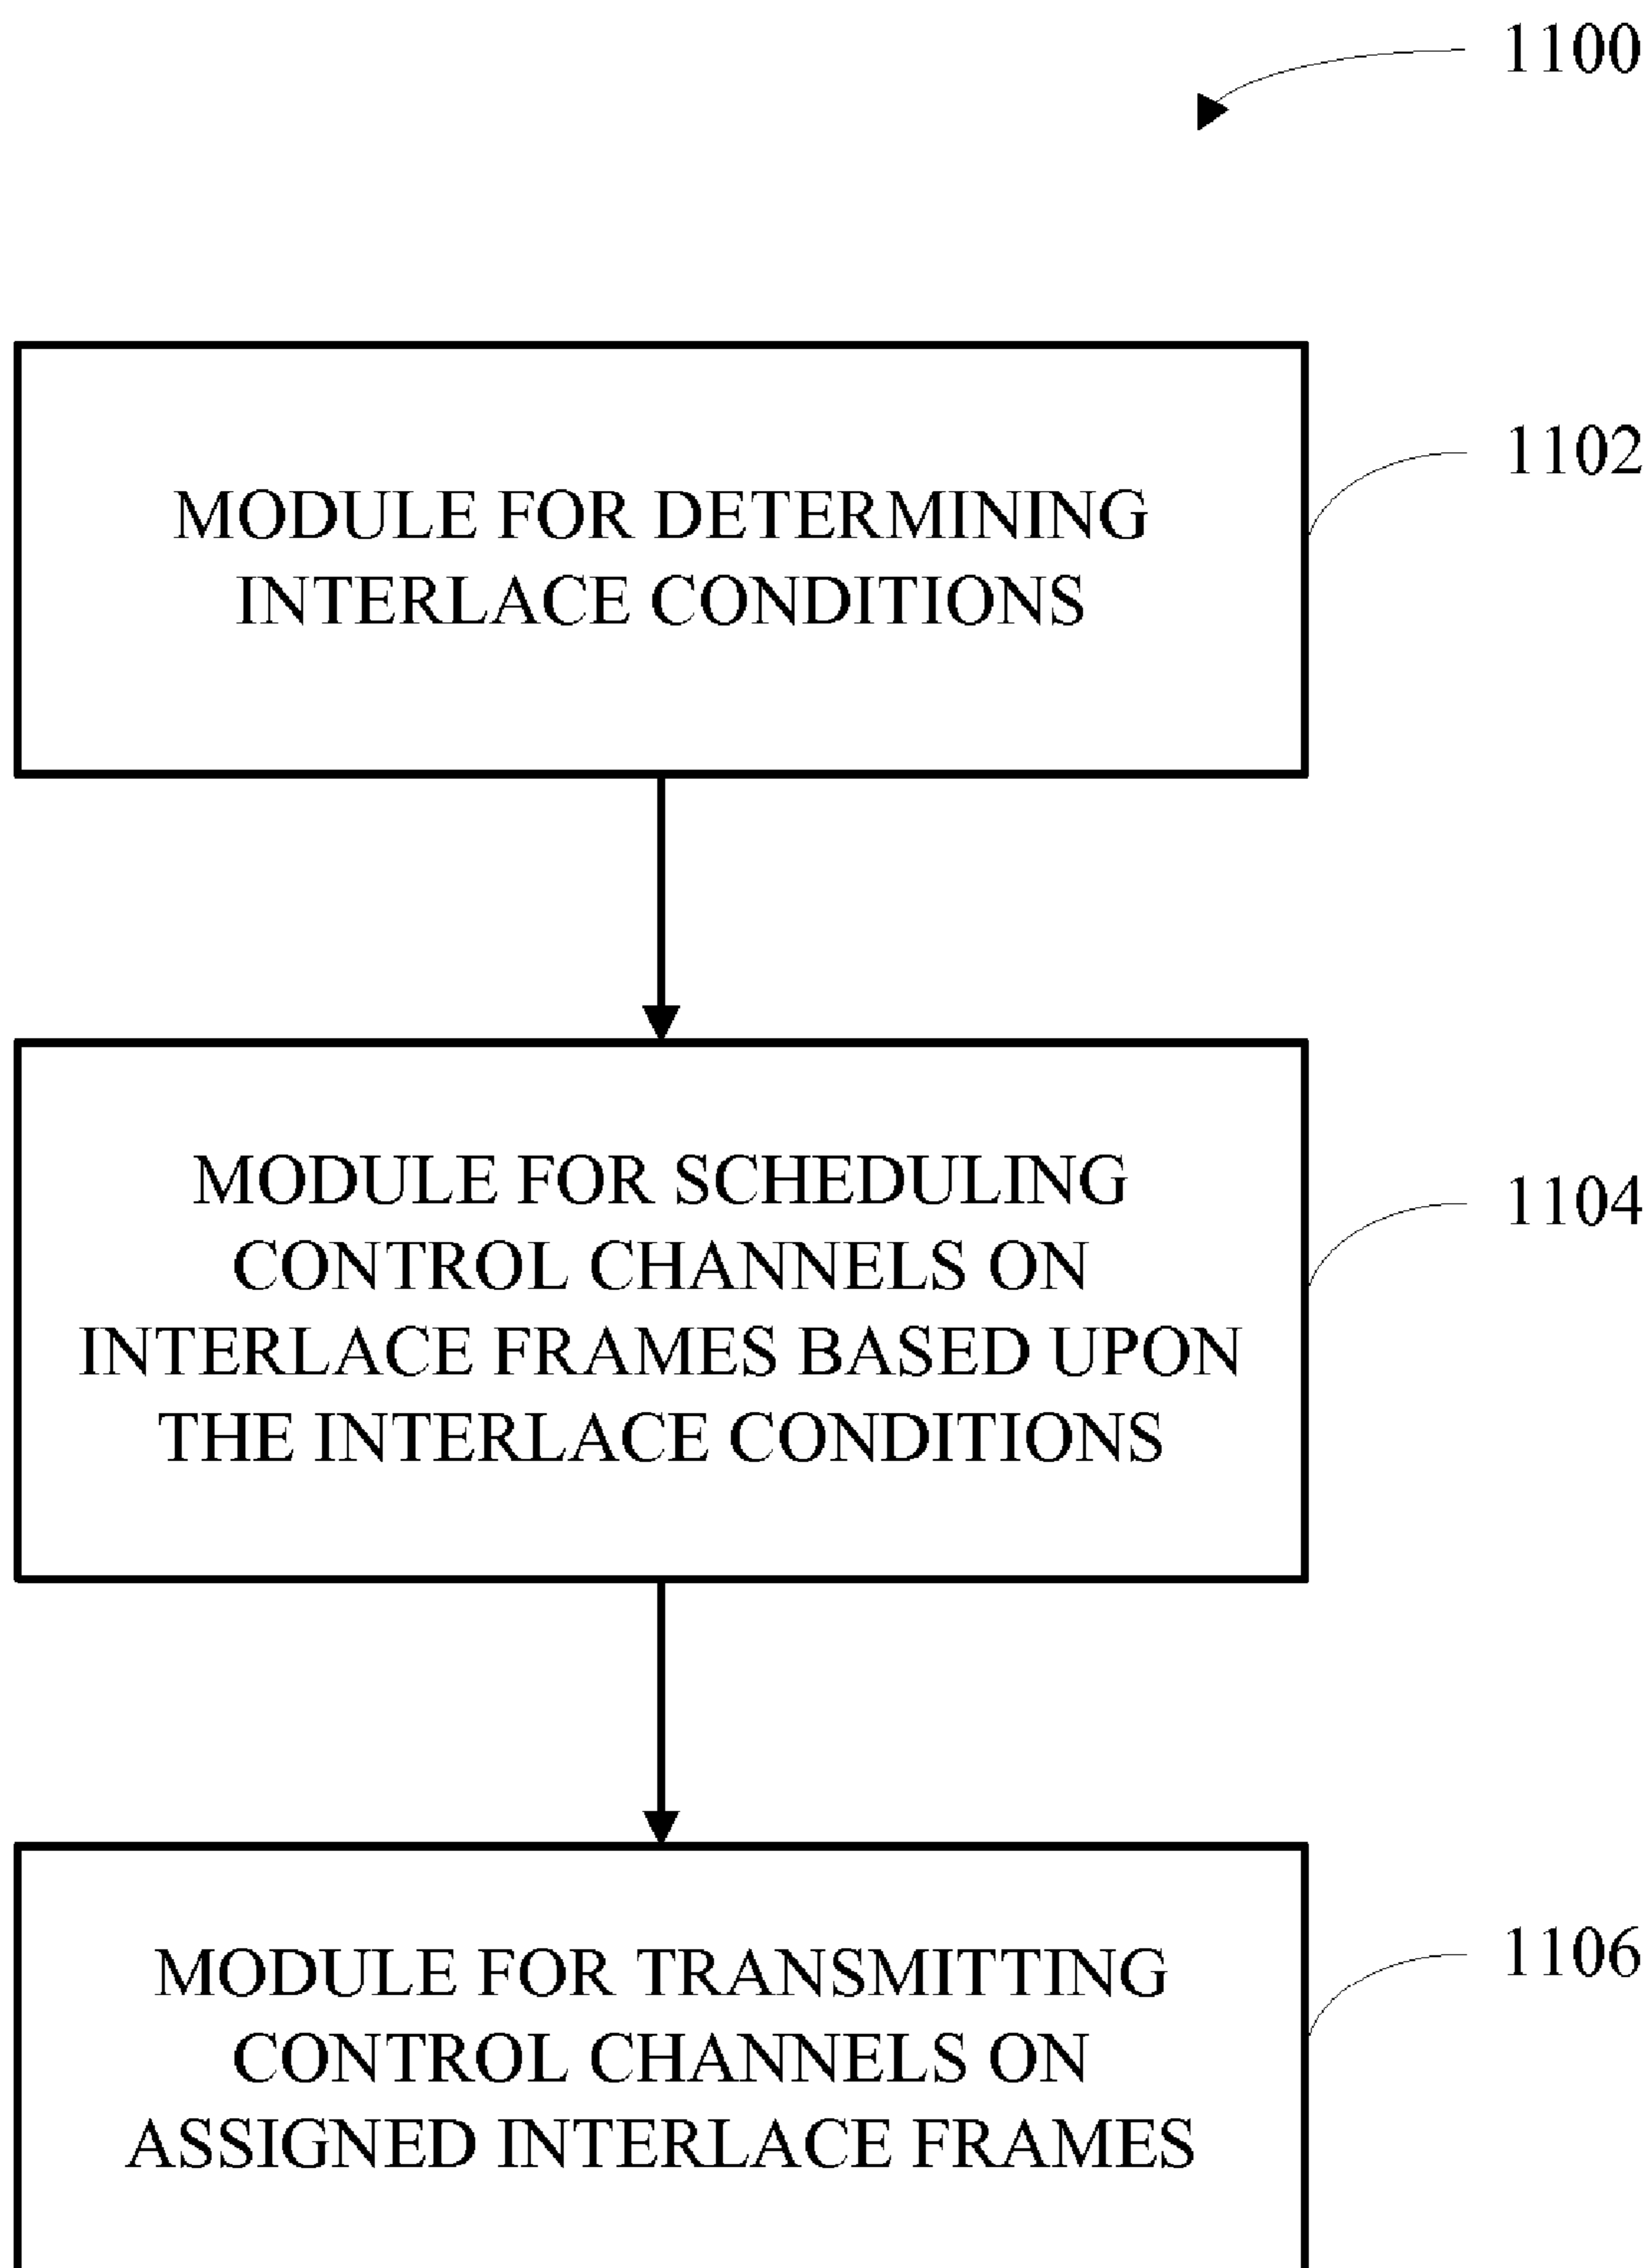 1100
MODULE FOR DETERMINING
INTERLACE CONDITIONS
1102
MODULE FOR SCHEDULING
CONTROL CHANNELS ON
INTERLACE FRAMES BASED UPON
THE INTERLACE CONDITIONS
1104
MODULE FOR TRANSMITTING
CONTROL CHANNELS ON
ASSIGNED INTERLACE FRAMES
1106